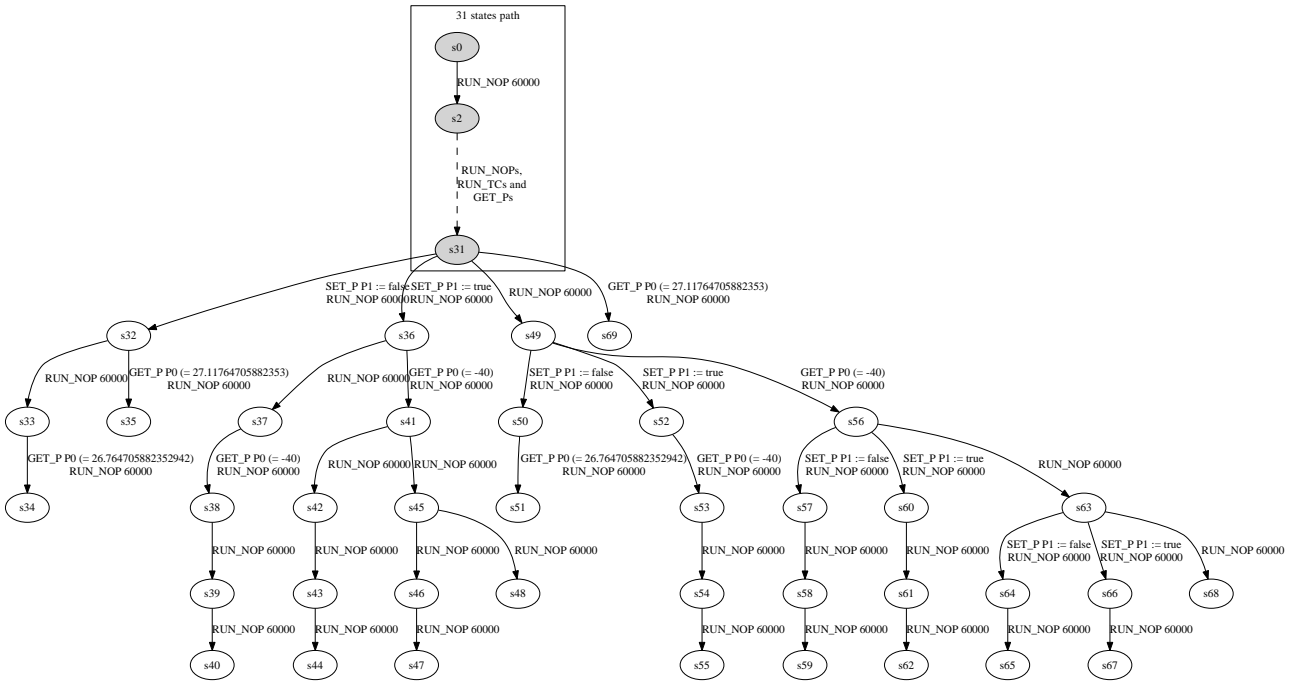 31 states path
s0
RUN_NOP 60000
s2
RUN_NOPs,
RUN_TCs and
GET_Ps
s31
SET_P P1 := false
RUN_NOP 60000
SET_P P1 := true
RUN_NOP 60000
RUN_NOP 60000
GET_P P0 (= 27.11764705882353)
RUN_NOP 60000
s32
s36
s49
s69
RUN_NOP 60000
GET_P P0 (= 27.11764705882353)
RUN_NOP 60000
RUN_NOP 60000
GET_P P0 (= -40)
RUN_NOP 60000
SET_P P1 := false
RUN_NOP 60000
SET_P P1 := true
RUN_NOP 60000
GET_P P0 (= -40)
RUN_NOP 60000
s33
s35
s37
s41
s50
s52
s56
GET_P P0 (= 26.764705882352942)
RUN_NOP 60000
GET_P P0 (= -40)
RUN_NOP 60000
RUN_NOP 60000
RUN_NOP 60000
GET_P P0 (= 26.764705882352942)
RUN_NOP 60000
GET_P P0 (= -40)
RUN_NOP 60000
SET_P P1 := false
RUN_NOP 60000
SET_P P1 := true
RUN_NOP 60000
RUN_NOP 60000
s34
s38
s42
s45
s51
s53
s57
s60
s63
RUN_NOP 60000
RUN_NOP 60000
RUN_NOP 60000
RUN_NOP 60000
RUN_NOP 60000
RUN_NOP 60000
RUN_NOP 60000
SET_P P1 := false
RUN_NOP 60000
SET_P P1 := true
RUN_NOP 60000
RUN_NOP 60000
s39
s43
s46
s48
s54
s58
s61
s64
s66
s68
RUN_NOP 60000
RUN_NOP 60000
RUN_NOP 60000
RUN_NOP 60000
RUN_NOP 60000
RUN_NOP 60000
RUN_NOP 60000
RUN_NOP 60000
s40
s44
s47
s55
s59
s62
s65
s67